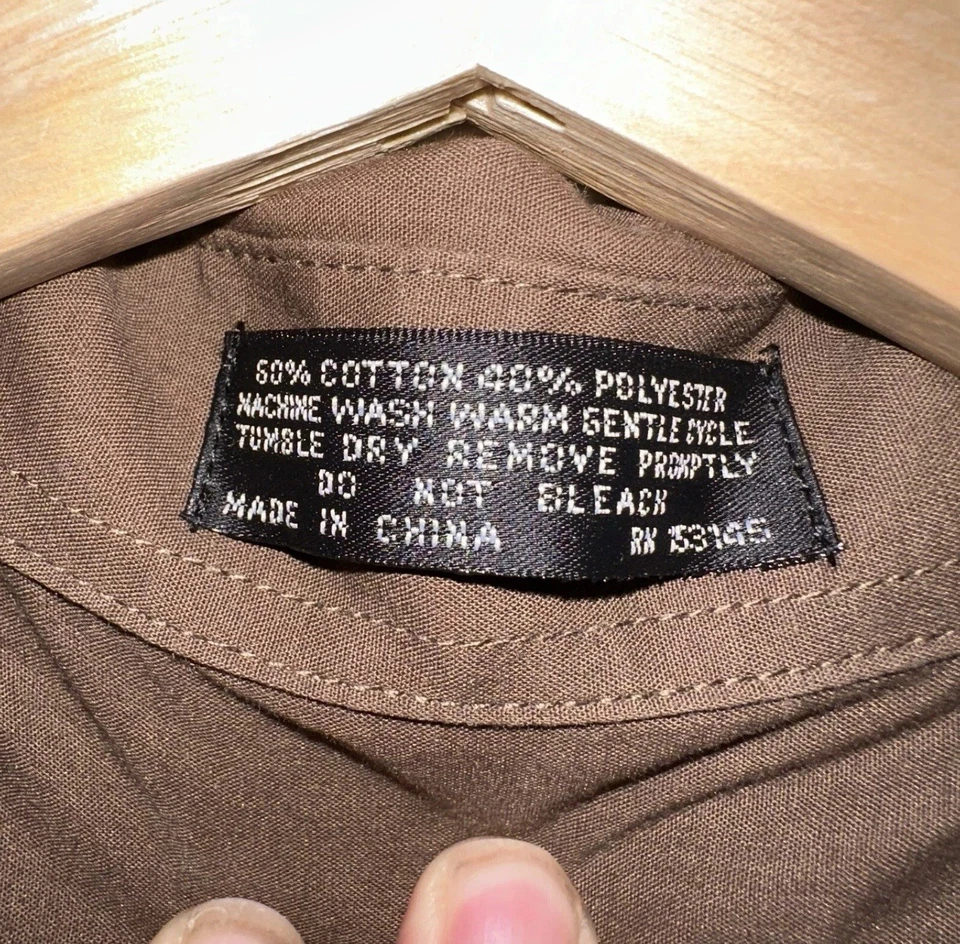 60% COTTON 40% POLYESTER
MACHINE WASH WARM GENTLE CYCLE
TUMBLE DRY REMOVE PROMPTLY
DO NOT BLEACH
MADE IN CHINA RN 153145